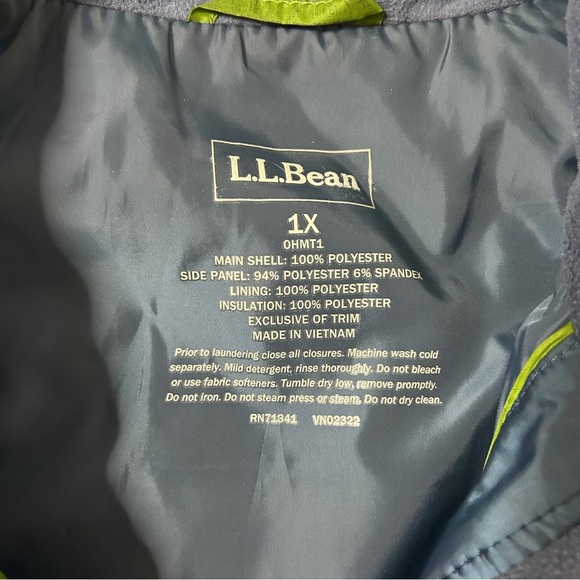 L.L.Bean
1X
0HMT1
MAIN SHELL: 100% POLYESTER
SIDE PANEL: 94% POLYESTER 6% SPANDEX
LINING: 100% POLYESTER
INSULATION: 100% POLYESTER
EXCLUSIVE OF TRIM
MADE IN VIETNAM
Prior to laundering close all closures. Machine wash cold
separately. Mild detergent, rinse thoroughly. Do not bleach
or use fabric softeners. Tumble dry low, remove promptly.
Do not iron. Do not steam press or steam. Do not dry clean.
RN71341 VN02322